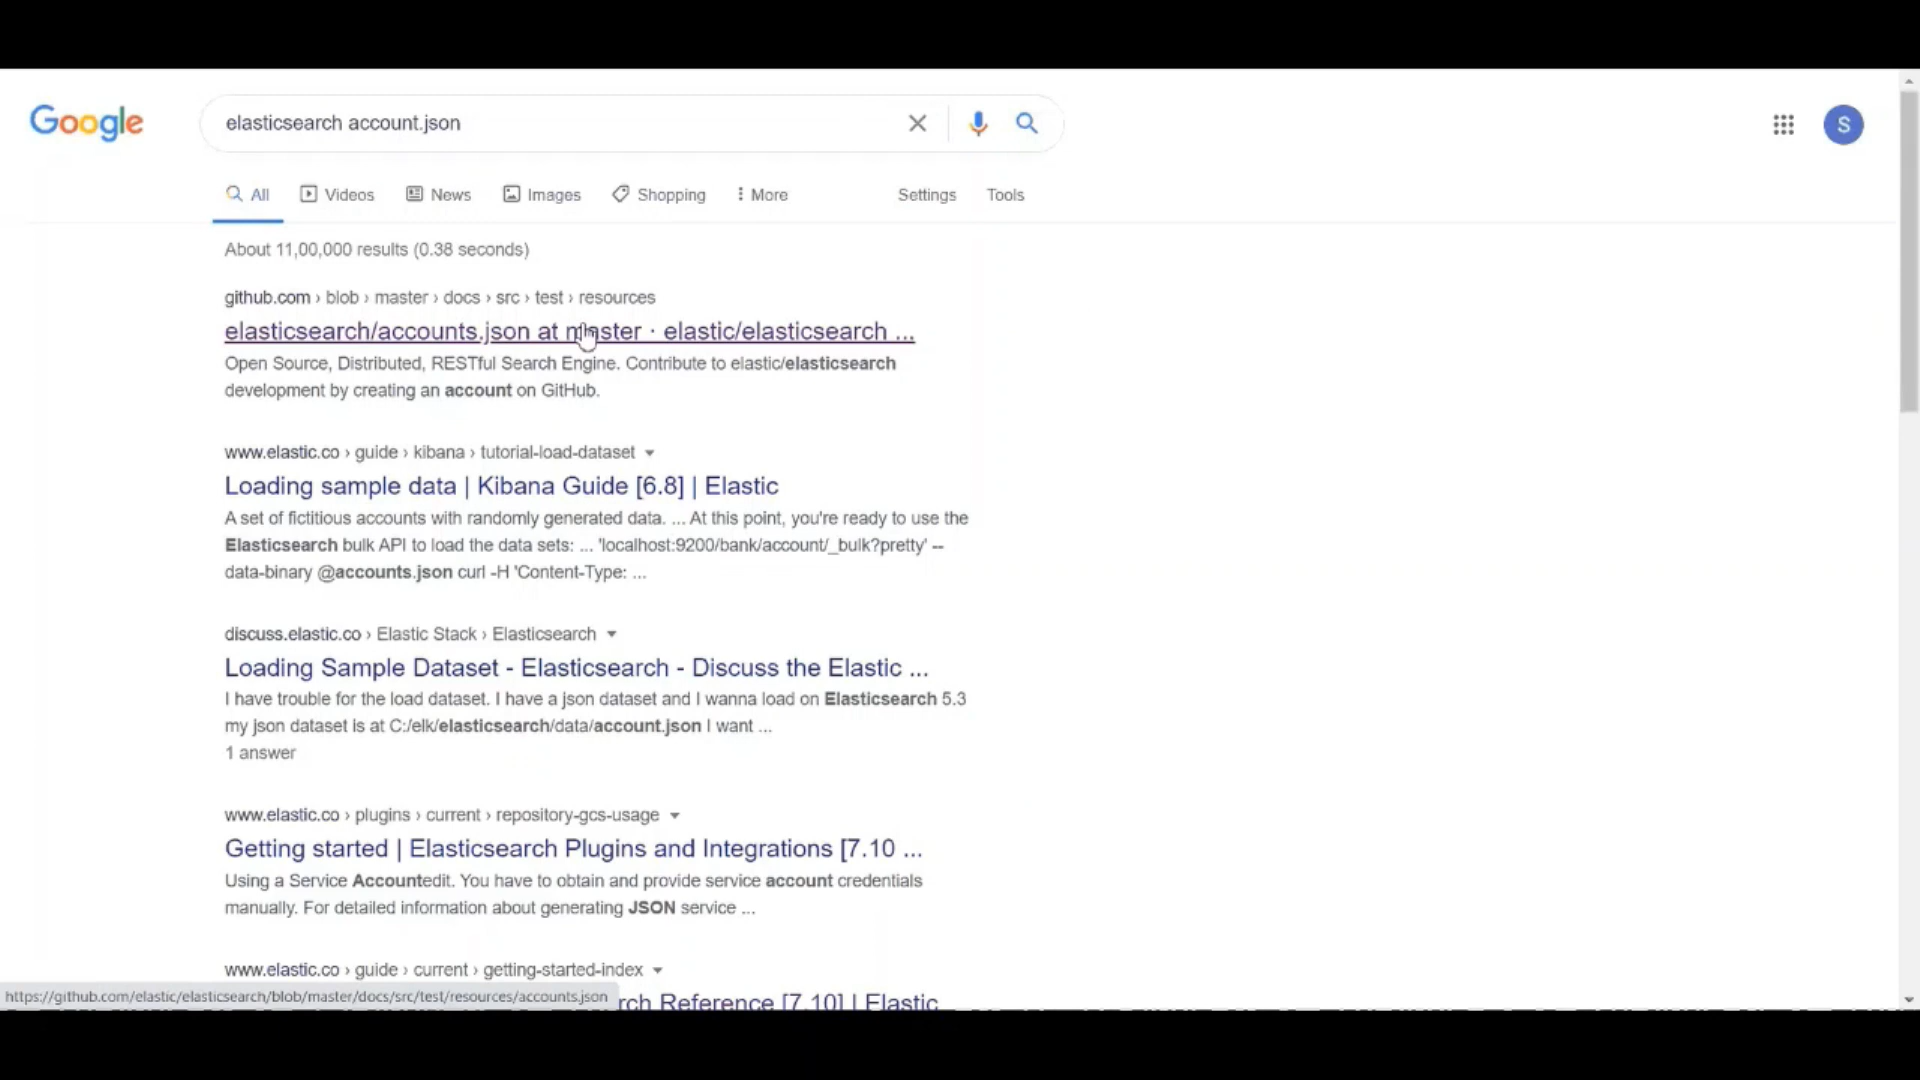 Google
elasticsearch account.json
S
All
Videos
News
Images
Shopping
More
Settings
Tools
About 11,00,000 results (0.38 seconds)
github.com › blob › master › docs › src › test › resources
elasticsearch/accounts.json at master · elastic/elasticsearch ...
Open Source, Distributed, RESTful Search Engine. Contribute to elastic/elasticsearch
development by creating an account on GitHub.
www.elastic.co › guide › kibana › tutorial-load-dataset
Loading sample data | Kibana Guide [6.8] | Elastic
A set of fictitious accounts with randomly generated data. ... At this point, you're ready to use the
Elasticsearch bulk API to load the data sets: ... 'localhost:9200/bank/account/_bulk?pretty' --
data-binary @accounts.json curl -H 'Content-Type: ...
discuss.elastic.co › Elastic Stack › Elasticsearch
Loading Sample Dataset - Elasticsearch - Discuss the Elastic ...
I have trouble for the load dataset. I have a json dataset and I wanna load on Elasticsearch 5.3
my json dataset is at C:/elk/elasticsearch/data/account.json I want ...
1 answer
www.elastic.co › plugins › current › repository-gcs-usage
Getting started | Elasticsearch Plugins and Integrations [7.10 ...
Using a Service Accountedit. You have to obtain and provide service account credentials
manually. For detailed information about generating JSON service ...
www.elastic.co › guide › current › getting-started-index
https://github.com/elastic/elasticsearch/blob/master/docs/src/test/resources/accounts.json
Reference [7.10] | Elastic